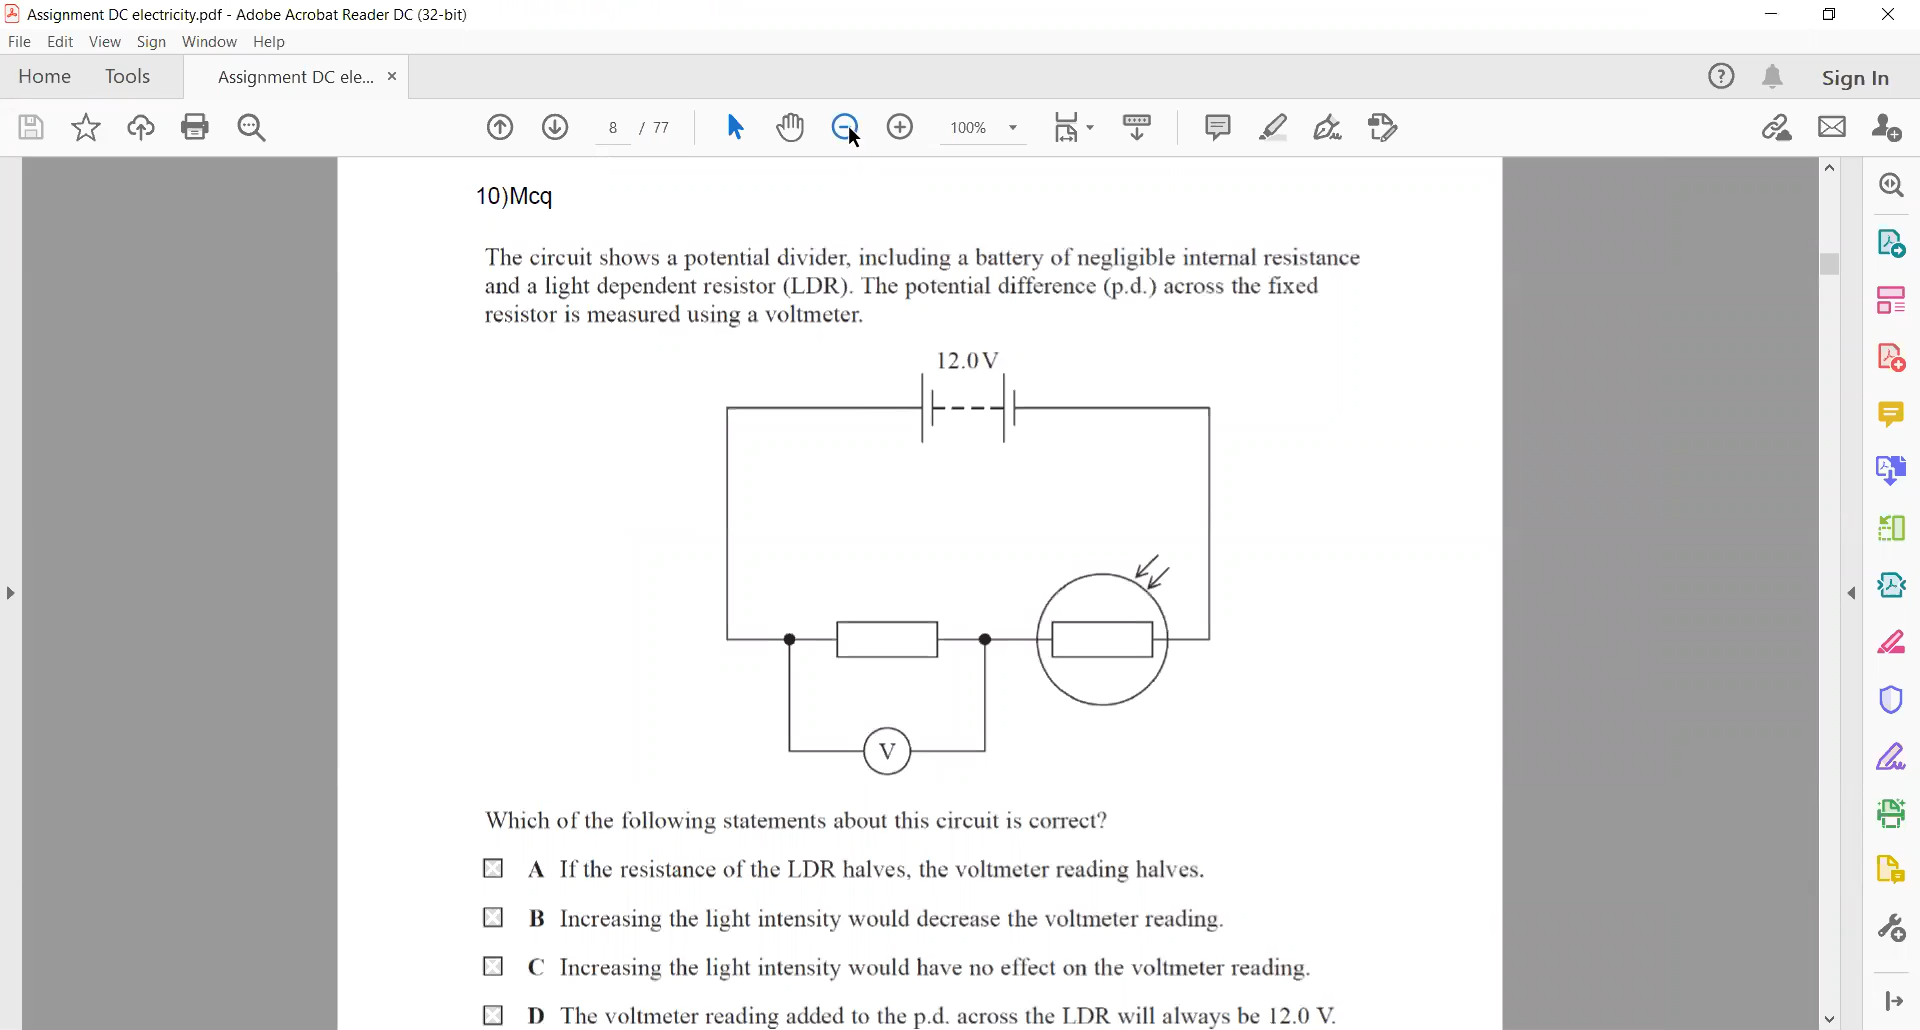 Assignment DC electricity.pdf - Adobe Acrobat Reader DC (32-bit)
File Edit View Sign Window Help
Home Tools Assignment DC ele... × Sign In
8 / 77 100%
10)Mcq
The circuit shows a potential divider, including a battery of negligible internal resistance
and a light dependent resistor (LDR). The potential difference (p.d.) across the fixed
resistor is measured using a voltmeter.
12.0V
V
Which of the following statements about this circuit is correct?
A If the resistance of the LDR halves, the voltmeter reading halves.
B Increasing the light intensity would decrease the voltmeter reading.
C Increasing the light intensity would have no effect on the voltmeter reading.
D The voltmeter reading added to the p.d. across the LDR will always be 12.0 V.